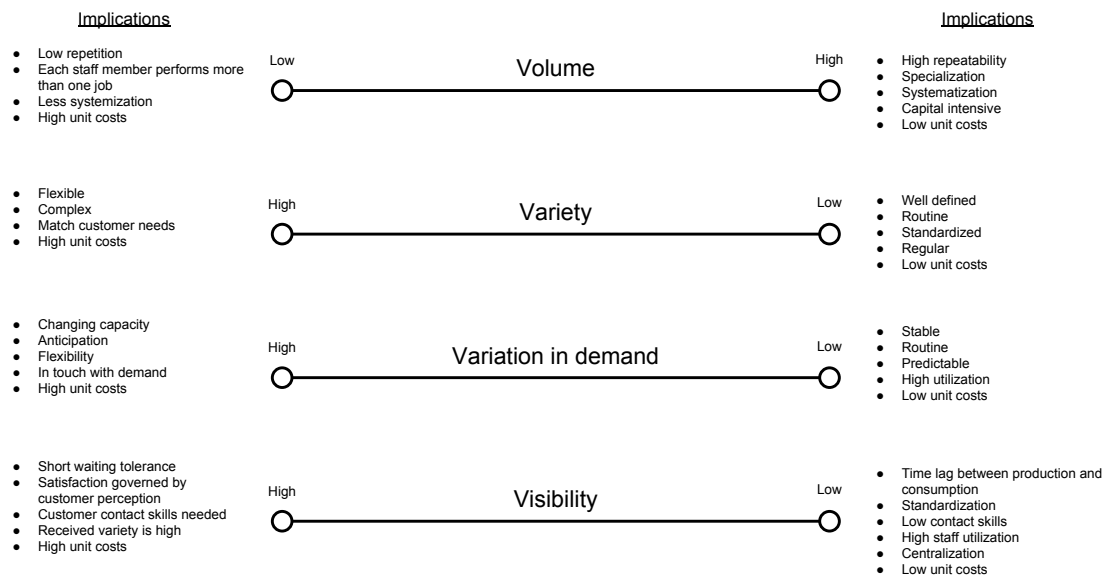 Implications
Implications
● Low repetition
● Each staff member performs more
than one job
● Less systemization
● High unit costs
Low
Volume
High
● High repeatability
● Specialization
● Systematization
● Capital intensive
● Low unit costs
● Flexible
● Complex
● Match customer needs
● High unit costs
High
Variety
Low
● Well defined
● Routine
● Standardized
● Regular
● Low unit costs
● Changing capacity
● Anticipation
● Flexibility
● In touch with demand
● High unit costs
High
Variation in demand
Low
● Stable
● Routine
● Predictable
● High utilization
● Low unit costs
● Short waiting tolerance
● Satisfaction governed by
customer perception
● Customer contact skills needed
● Received variety is high
● High unit costs
High
Visibility
Low
● Time lag between production and
consumption
● Standardization
● Low contact skills
● High staff utilization
● Centralization
● Low unit costs